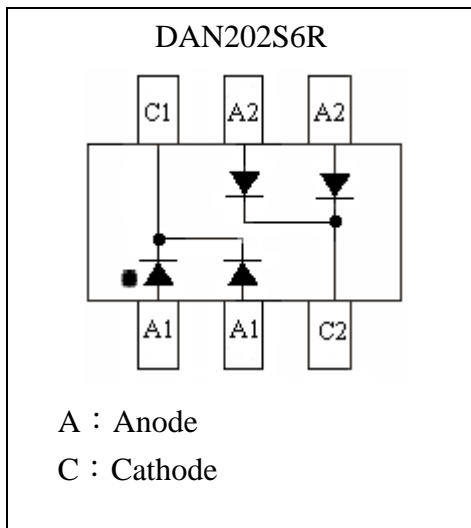 DAN202S6R
C1 A2 A2
A1 A1 C2
A：Anode
C：Cathode